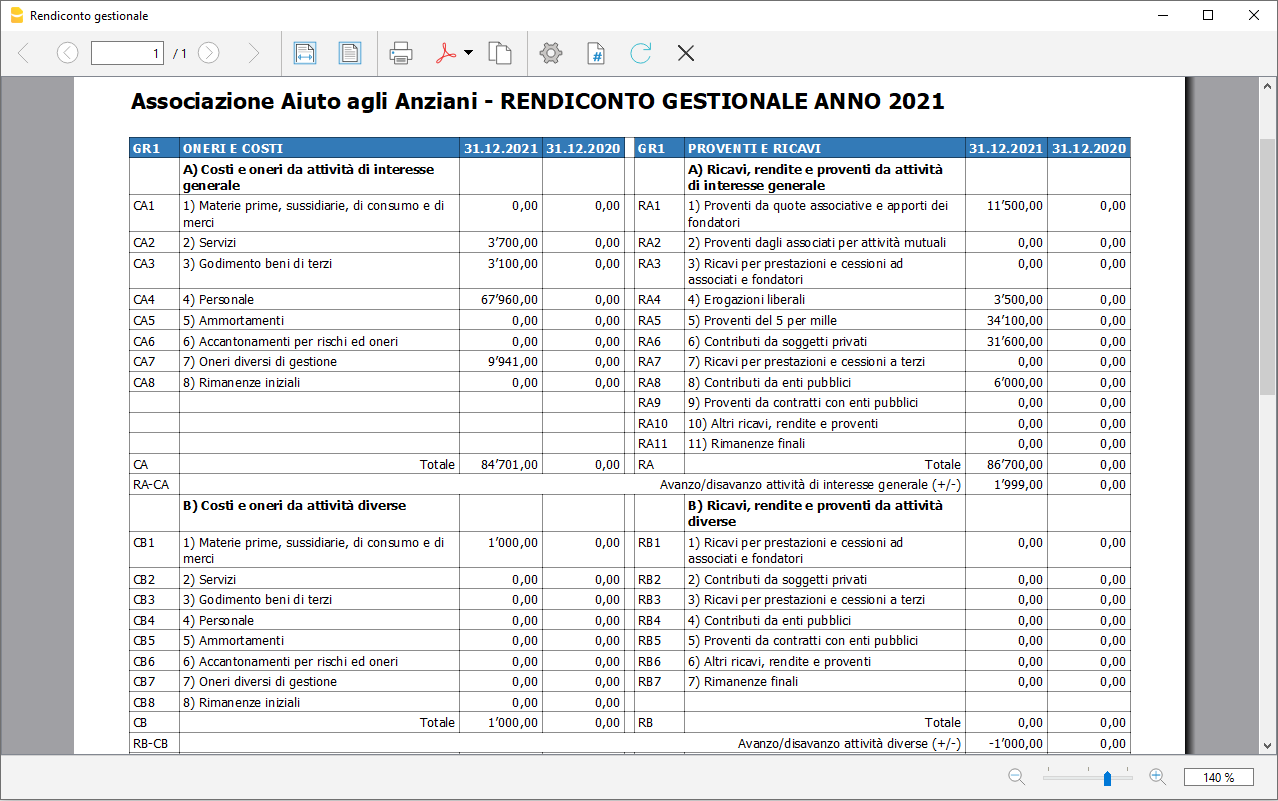 Rendiconto gestionale
1 / 1
Associazione Aiuto agli Anziani - RENDICONTO GESTIONALE ANNO 2021
GR1 ONERI E COSTI 31.12.2021 31.12.2020 GR1 PROVENTI E RICAVI 31.12.2021 31.12.2020
A) Costi e oneri da attività di interesse A) Ricavi, rendite e proventi da attività
generale di interesse generale
CA1 1) Materie prime, sussidiarie, di consumo e di 0,00 0,00 RA1 1) Proventi da quote associative e apporti dei 11’500,00 0,00
merci fondatori
CA2 2) Servizi 3’700,00 0,00 RA2 2) Proventi dagli associati per attività mutuali 0,00 0,00
CA3 3) Godimento beni di terzi 3’100,00 0,00 RA3 3) Ricavi per prestazioni e cessioni ad 0,00 0,00
associati e fondatori
CA4 4) Personale 67’960,00 0,00 RA4 4) Erogazioni liberali 3’500,00 0,00
CA5 5) Ammortamenti 0,00 0,00 RA5 5) Proventi del 5 per mille 34’100,00 0,00
CA6 6) Accantonamenti per rischi ed oneri 0,00 0,00 RA6 6) Contributi da soggetti privati 31’600,00 0,00
CA7 7) Oneri diversi di gestione 9’941,00 0,00 RA7 7) Ricavi per prestazioni e cessioni a terzi 0,00 0,00
CA8 8) Rimanenze iniziali 0,00 0,00 RA8 8) Contributi da enti pubblici 6’000,00 0,00
RA9 9) Proventi da contratti con enti pubblici 0,00 0,00
RA10 10) Altri ricavi, rendite e proventi 0,00 0,00
RA11 11) Rimanenze finali 0,00 0,00
CA Totale 84’701,00 0,00 RA Totale 86’700,00 0,00
RA-CA Avanzo/disavanzo attività di interesse generale (+/-) 1’999,00 0,00
B) Costi e oneri da attività diverse B) Ricavi, rendite e proventi da attività
diverse
CB1 1) Materie prime, sussidiarie, di consumo e di 1’000,00 0,00 RB1 1) Ricavi per prestazioni e cessioni ad 0,00 0,00
merci associati e fondatori
CB2 2) Servizi 0,00 0,00 RB2 2) Contributi da soggetti privati 0,00 0,00
CB3 3) Godimento beni di terzi 0,00 0,00 RB3 3) Ricavi per prestazioni e cessioni a terzi 0,00 0,00
CB4 4) Personale 0,00 0,00 RB4 4) Contributi da enti pubblici 0,00 0,00
CB5 5) Ammortamenti 0,00 0,00 RB5 5) Proventi da contratti con enti pubblici 0,00 0,00
CB6 6) Accantonamenti per rischi ed oneri 0,00 0,00 RB6 6) Altri ricavi, rendite e proventi 0,00 0,00
CB7 7) Oneri diversi di gestione 0,00 0,00 RB7 7) Rimanenze finali 0,00 0,00
CB8 8) Rimanenze iniziali 0,00 0,00
CB Totale 1’000,00 0,00 RB Totale 0,00 0,00
RB-CB Avanzo/disavanzo attività diverse (+/-) -1’000,00 0,00
140 %